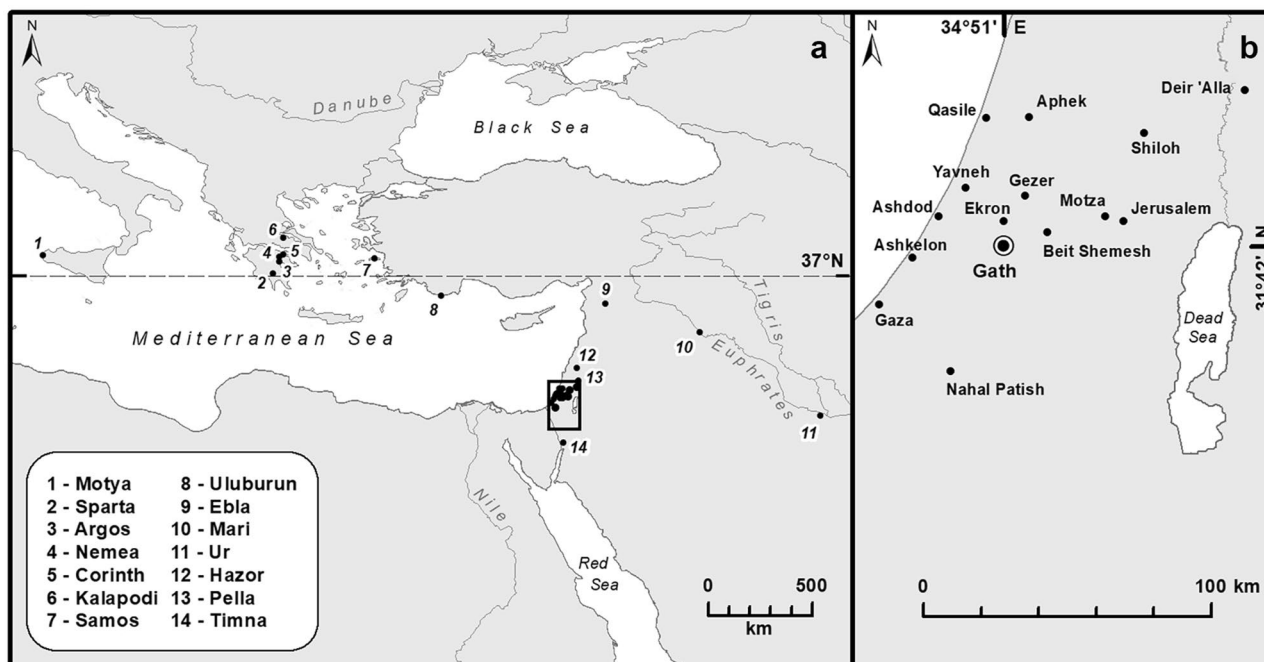 N
a
Danube
Black Sea
1
6
4
5
3
2
7
37°N
8
9
Tigris
Mediterranean Sea
10
Euphrates
12
13
11
14
Nile
Red
Sea
1 - Motya
2 - Sparta
3 - Argos
4 - Nemea
5 - Corinth
6 - Kalapodi
7 - Samos
8 - Uluburun
9 - Ebla
10 - Mari
11 - Ur
12 - Hazor
13 - Pella
14 - Timna
0 500
km
N
34°51' E
b
Deir 'Alla
Qasile
Aphek
Shiloh
Yavneh
Gezer
Ashdod
Ekron
Motza
Jerusalem
Ashkelon
Beit Shemesh
Gath
31°42' N
Gaza
Dead
Sea
Nahal Patish
0 100 km